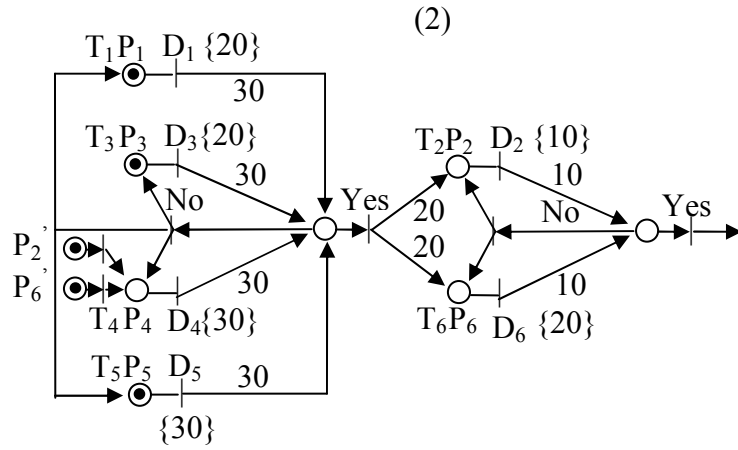 (2)
T₁P₁ D₁ {20}
30
T₃P₃ D₃{20}
30
T₂P₂ D₂ {10}
10
No
Yes
20
No
Yes
P₂'
20
P₆'
30
10
T₄P₄ D₄{30}
T₆P₆ D₆ {20}
T₅P₅ D₅
30
{30}